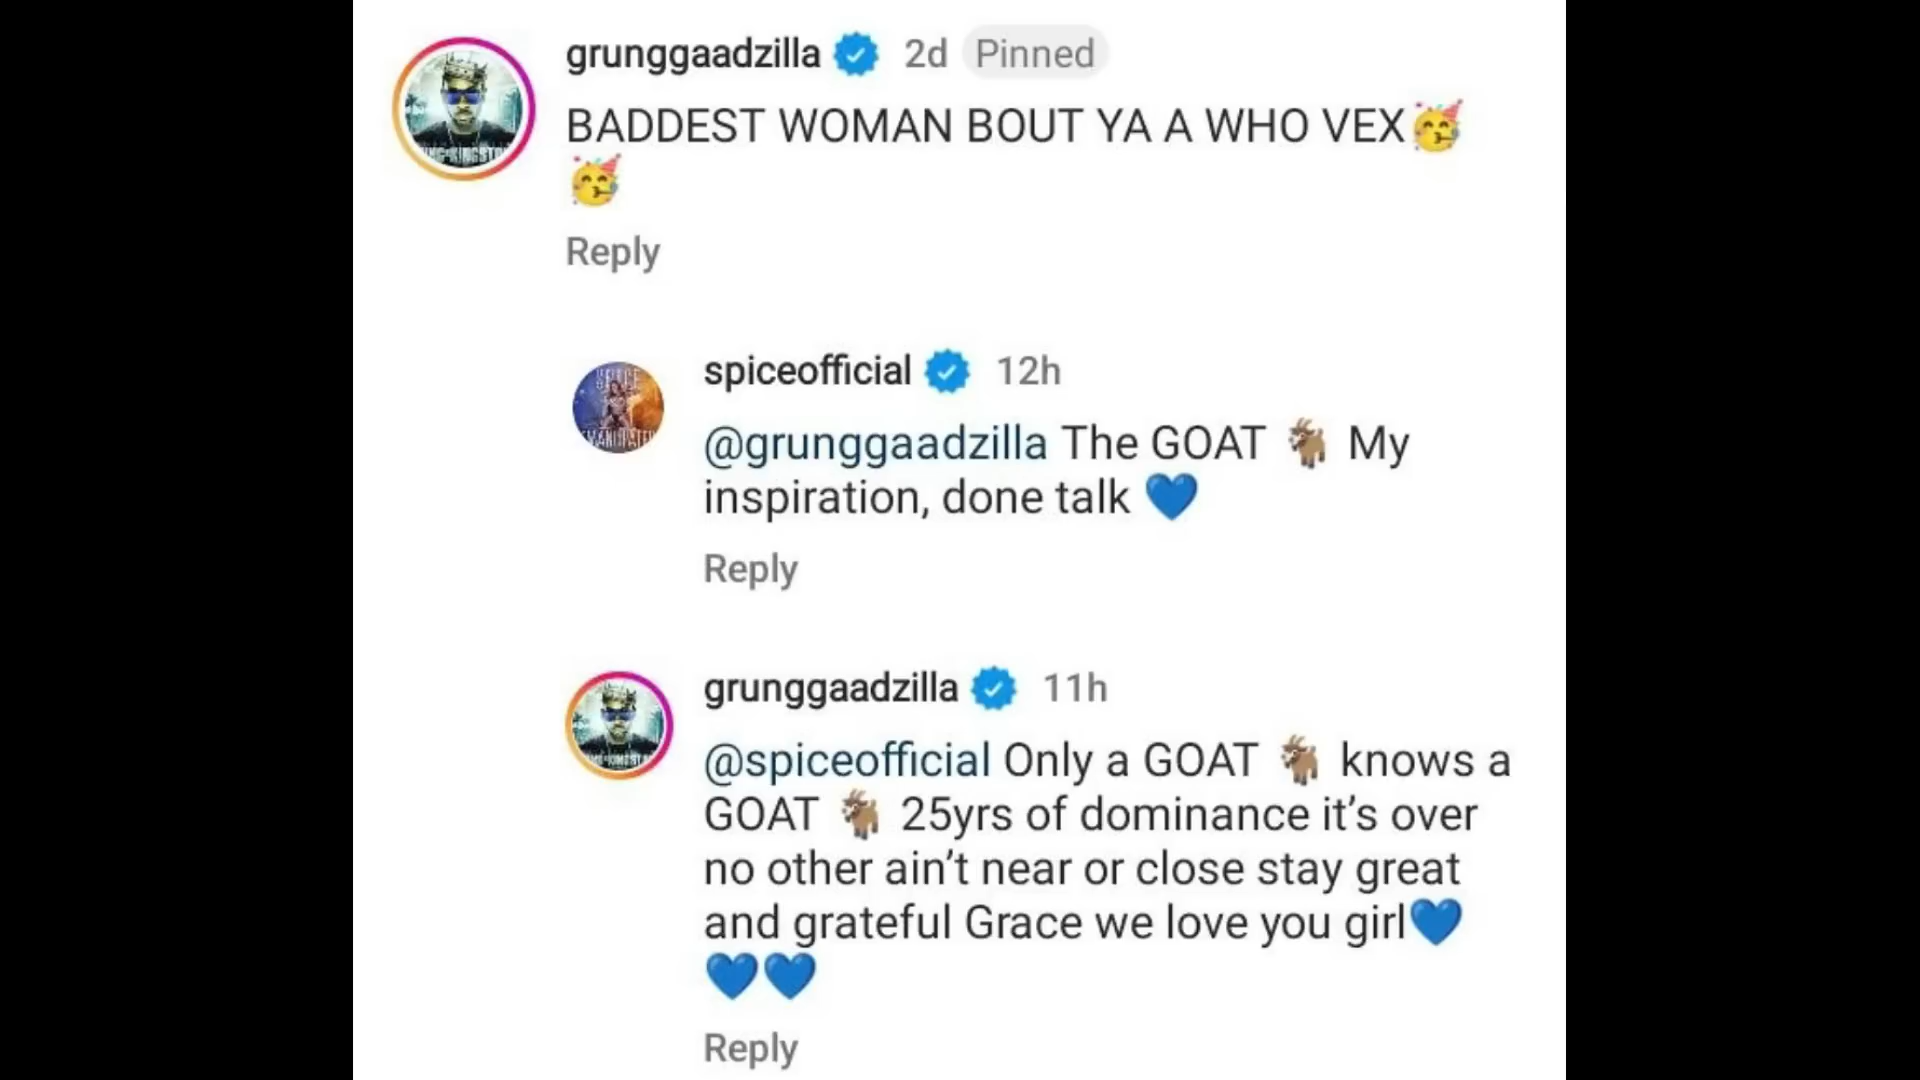 grunggaadzilla 2d Pinned
BADDEST WOMAN BOUT YA A WHO VEX🥳
🥳
Reply
spiceofficial 12h
@grunggaadzilla The GOAT 🐐 My
inspiration, done talk 💙
Reply
grunggaadzilla 11h
@spiceofficial Only a GOAT 🐐 knows a
GOAT 🐐 25yrs of dominance it’s over
no other ain’t near or close stay great
and grateful Grace we love you girl💙
💙💙
Reply